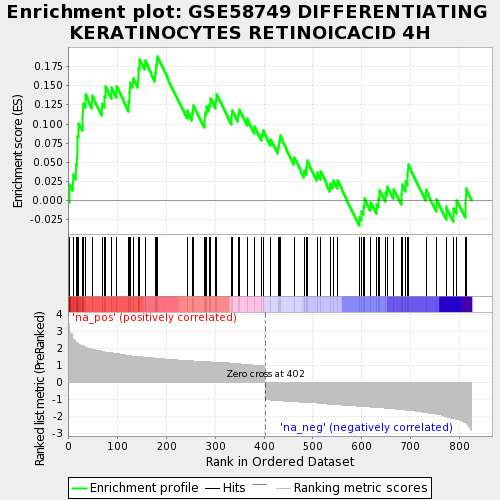 Enrichment plot: GSE58749 DIFFERENTIATING
KERATINOCYTES RETINOICACID 4H
Enrichment score (ES)
0.175
0.150
0.125
0.100
0.075
0.050
0.025
0.000
-0.025
'na_pos' (positively correlated)
Ranked list metric (PreRanked)
4
3
2
1
0
-1
-2
-3
Zero cross at 402
'na_neg' (negatively correlated)
0 100 200 300 400 500 600 700 800
Rank in Ordered Dataset
Enrichment profile Hits Ranking metric scores